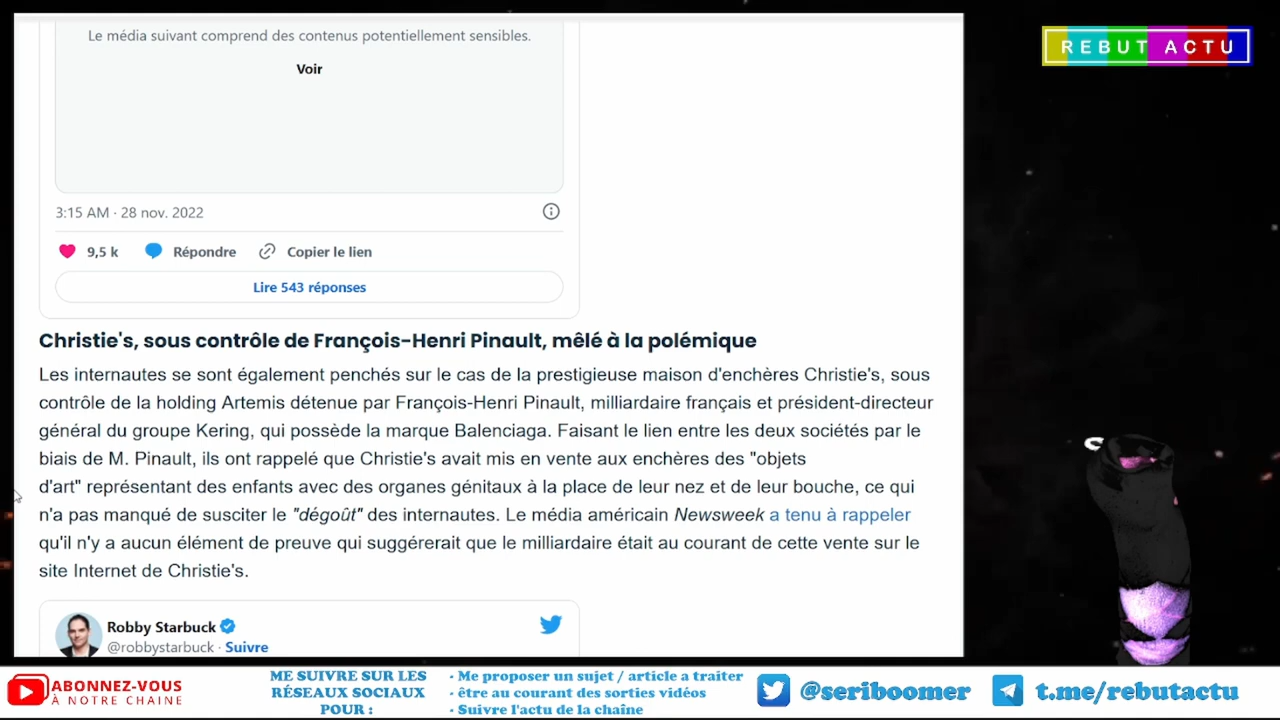 Le média suivant comprend des contenus potentiellement sensibles.
Voir
REBUT ACTU
3:15 AM · 28 nov. 2022
9,5 k Répondre Copier le lien
Lire 543 réponses
Christie's, sous contrôle de François-Henri Pinault, mêlé à la polémique
Les internautes se sont également penchés sur le cas de la prestigieuse maison d'enchères Christie's, sous
contrôle de la holding Artemis détenue par François-Henri Pinault, milliardaire français et président-directeur
général du groupe Kering, qui possède la marque Balenciaga. Faisant le lien entre les deux sociétés par le
biais de M. Pinault, ils ont rappelé que Christie's avait mis en vente aux enchères des "objets
d'art" représentant des enfants avec des organes génitaux à la place de leur nez et de leur bouche, ce qui
n'a pas manqué de susciter le "dégoût" des internautes. Le média américain Newsweek a tenu à rappeler
qu'il n'y a aucun élément de preuve qui suggérerait que le milliardaire était au courant de cette vente sur le
site Internet de Christie's.
Robby Starbuck
@robbystarbuck · Suivre
ABONNEZ-VOUS
À NOTRE CHAINE
ME SUIVRE SUR LES
RÉSEAUX SOCIAUX
POUR :
· Me proposer un sujet / article a traiter
· être au courant des sorties vidéos
· Suivre l'actu de la chaîne
@seriboomer
t.me/rebutactu